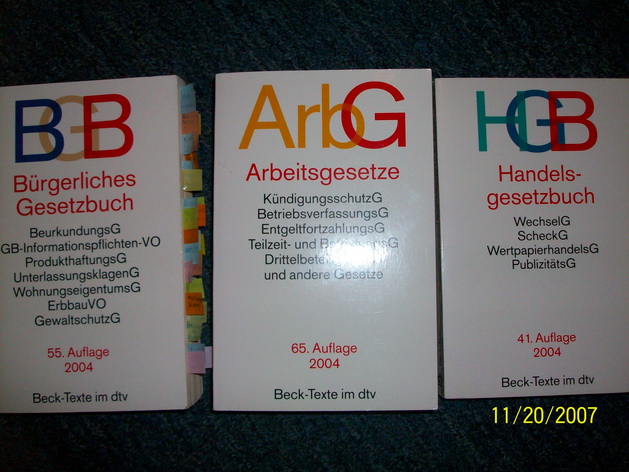 BGB
Bürgerliches
Gesetzbuch
BeurkundungsG
GB-Informationspflichten-VO
ProdukthaftungsG
UnterlassungsklagenG
WohnungseigentumsG
ErbbauVO
GewaltschutzG
55. Auflage
2004
Beck-Texte im dtv
ArbG
Arbeitsgesetze
KündigungsschutzG
BetriebsverfassungsG
EntgeltfortzahlungsG
Teilzeit- und
und andere Gesetze
65. Auflage
2004
Beck-Texte im dtv
HGB
Handels-
gesetzbuch
WechselG
ScheckG
WertpapierhandelsG
PublizitätsG
41. Auflage
2004
Beck-Texte im dtv
11/20/2007